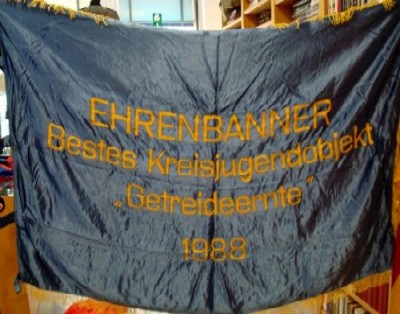 EHRENBANNER
Bestes Kreisjugendobjekt
„Getreideernte"
1988